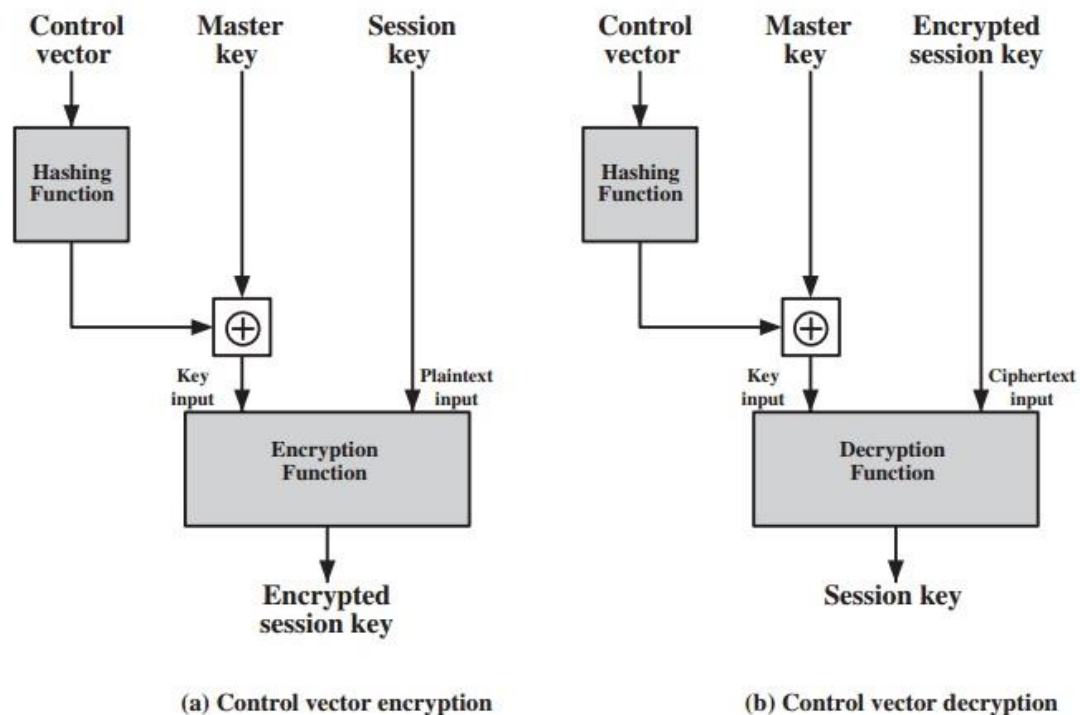 Control
vector
Master
key
Session
key
Hashing
Function
Key
input
Plaintext
input
Encryption
Function
Encrypted
session key
(a) Control vector encryption
Control
vector
Master
key
Encrypted
session key
Hashing
Function
Key
input
Ciphertext
input
Decryption
Function
Session key
(b) Control vector decryption